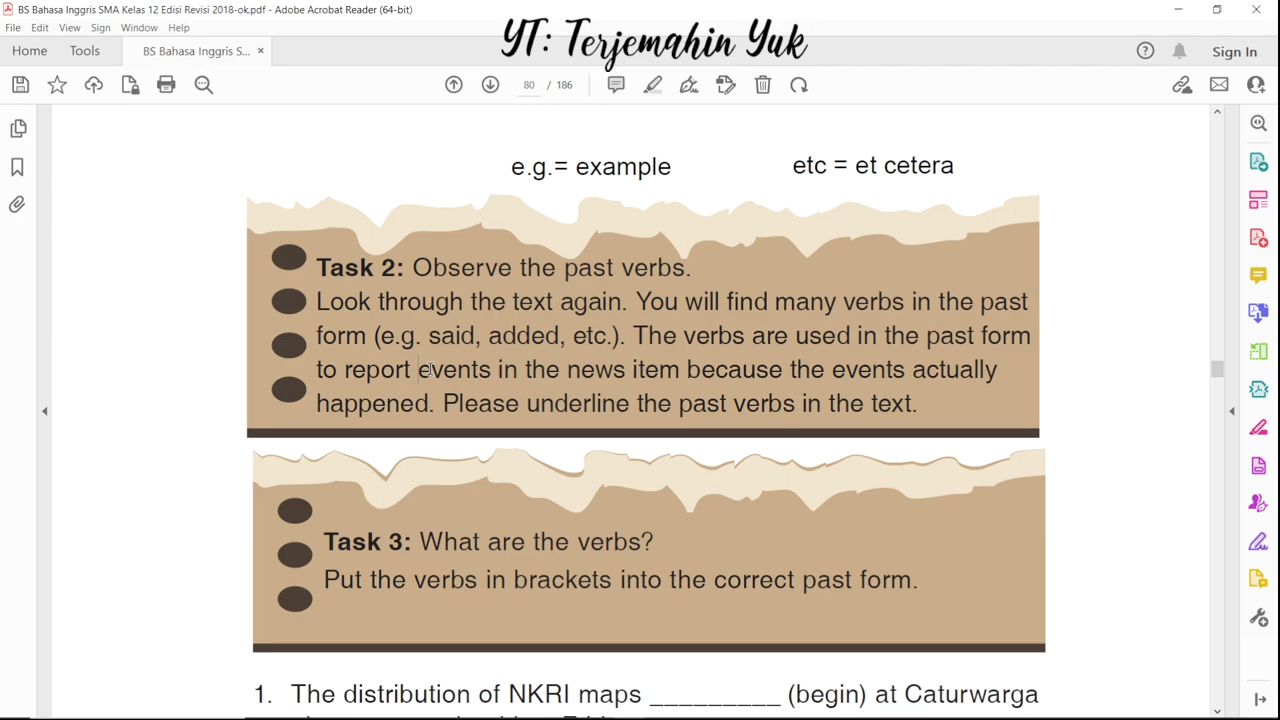 BS Bahasa Inggris SMA Kelas 12 Edisi Revisi 2018-ok.pdf - Adobe Acrobat Reader (64-bit)
YT: Terjemahin Yuk
File Edit View Sign Window Help
Home Tools BS Bahasa Inggris S... × Sign In
80 / 186
e.g.= example etc = et cetera
Task 2: Observe the past verbs.
Look through the text again. You will find many verbs in the past
form (e.g. said, added, etc.). The verbs are used in the past form
to report events in the news item because the events actually
happened. Please underline the past verbs in the text.
Task 3: What are the verbs?
Put the verbs in brackets into the correct past form.
1. The distribution of NKRI maps _________ (begin) at Caturwarga